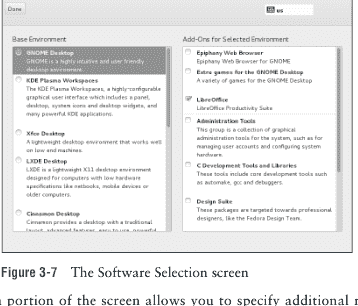 Done
us
Base Environment
GNOME Desktop
GNOME is a highly intuitive and user friendly
desktop environment.
KDE Plasma Workspaces
The KDE Plasma Workspaces, a highly-configurable
graphical user interface which includes a panel,
desktop, system icons and desktop widgets, and
many powerful KDE applications.
Xfce Desktop
A lightweight desktop environment that works well
on low end machines.
LXDE Desktop
LXDE is a lightweight X11 desktop environment
designed for computers with low hardware
specifications like netbooks, mobile devices or
older computers.
Cinnamon Desktop
Cinnamon provides a desktop with a traditional
layout, advanced features, easy to use, powerful
Add-Ons for Selected Environment
Epiphany Web Browser
Epiphany Web Browser for GNOME
Extra games for the GNOME Desktop
A variety of games for the GNOME Desktop
LibreOffice
LibreOffice Productivity Suite
Administration Tools
This group is a collection of graphical
administration tools for the system, such as for
managing user accounts and configuring system
hardware.
C Development Tools and Libraries
These tools include core development tools such
as automake, gcc and debuggers.
Design Suite
These packages are targeted towards professional
designers, like the Fedora Design Team.
Figure 3-7 The Software Selection screen
portion of the screen allows you to specify additional